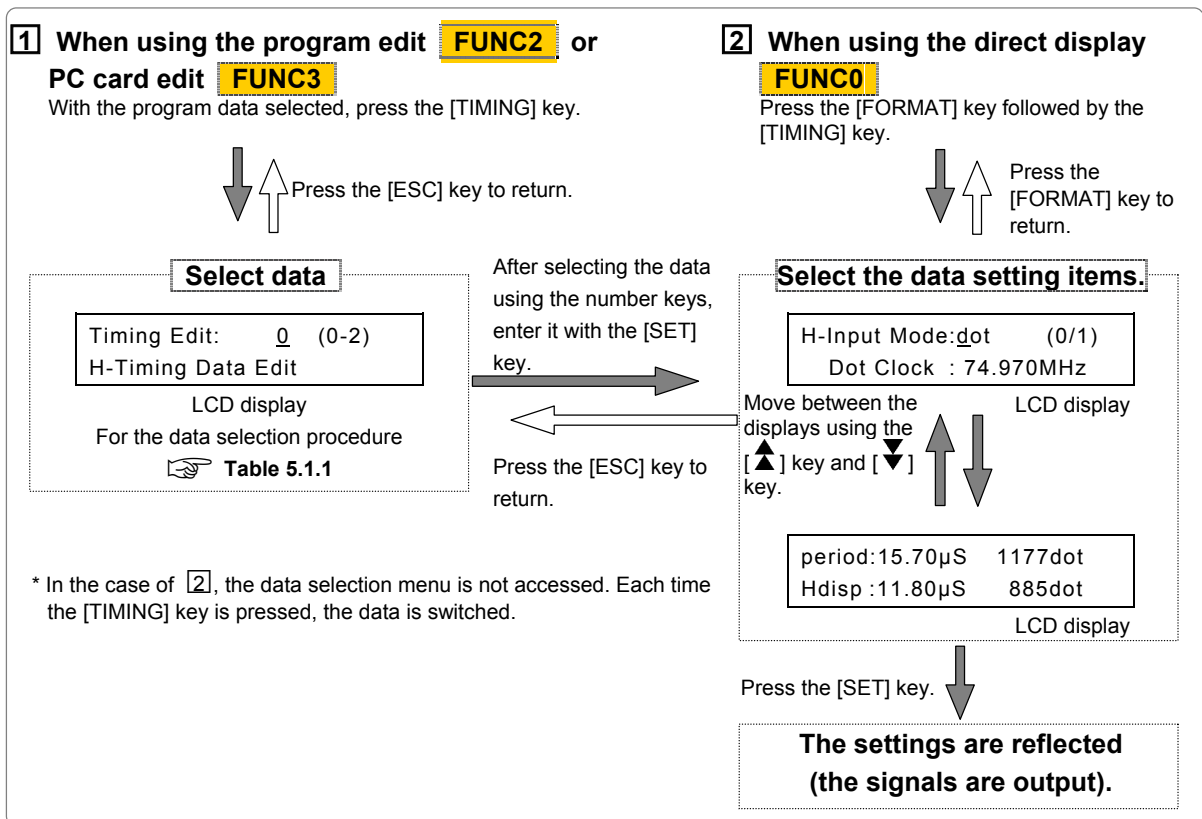 1 When using the program edit FUNC2 or
PC card edit FUNC3
With the program data selected, press the [TIMING] key.
Press the [ESC] key to return.
2 When using the direct display
FUNC0
Press the [FORMAT] key followed by the
[TIMING] key.
Press the
[FORMAT] key to
return.
Select data
Timing Edit: 0 (0-2)
H-Timing Data Edit
LCD display
For the data selection procedure
☞ Table 5.1.1
After selecting the data
using the number keys,
enter it with the [SET]
key.
Press the [ESC] key to
return.
Select the data setting items.
H-Input Mode:dot (0/1)
Dot Clock : 74.970MHz
LCD display
Move between the
displays using the
[⏫] key and [⏬]
key.
period:15.70µS 1177dot
Hdisp :11.80µS 885dot
LCD display
* In the case of 2, the data selection menu is not accessed. Each time
the [TIMING] key is pressed, the data is switched.
Press the [SET] key.
The settings are reflected
(the signals are output).